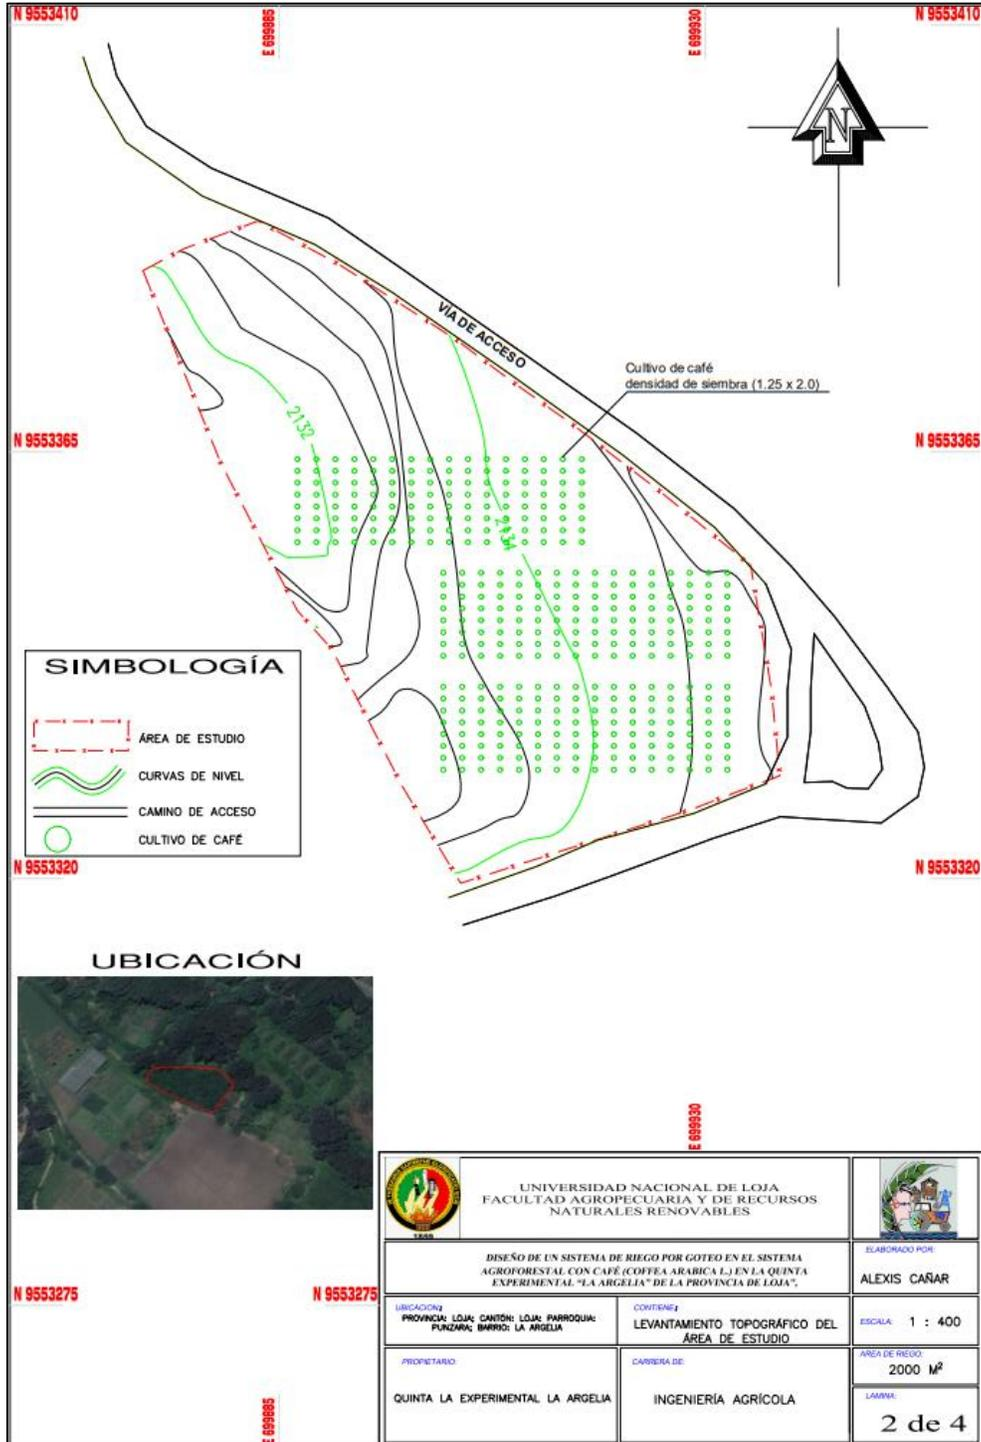 N 9553410
E 699885
E 699930
N 9553410
N
VÍA DE ACCESO
Cultivo de café
densidad de siembra (1.25 x 2.0)
2132
N 9553365
N 9553365
2134
SIMBOLOGÍA
ÁREA DE ESTUDIO
CURVAS DE NIVEL
CAMINO DE ACCESO
CULTIVO DE CAFÉ
N 9553320
N 9553320
UBICACIÓN
E 699930
UNIVERSIDAD NACIONAL DE LOJA
FACULTAD AGROPECUARIA Y DE RECURSOS
NATURALES RENOVABLES
1859
DISEÑO DE UN SISTEMA DE RIEGO POR GOTEO EN EL SISTEMA
AGROFORESTAL CON CAFÉ (COFFEA ARABICA L.) EN LA QUINTA
EXPERIMENTAL “LA ARGELIA” DE LA PROVINCIA DE LOJA”,
ELABORADO POR:
ALEXIS CAÑAR
N 9553275
N 9553275
UBICACION:
PROVINCIA: LOJA; CANTÓN: LOJA; PARROQUIA:
PUNZARA; BARRIO: LA ARGELIA
CONTIENE:
LEVANTAMIENTO TOPOGRÁFICO DEL
ÁREA DE ESTUDIO
ESCALA: 1 : 400
PROPIETARIO:
QUINTA LA EXPERIMENTAL LA ARGELIA
CARRERA DE:
INGENIERÍA AGRÍCOLA
AREA DE RIEGO:
2000 M²
LAMINA:
2 de 4
E 699885